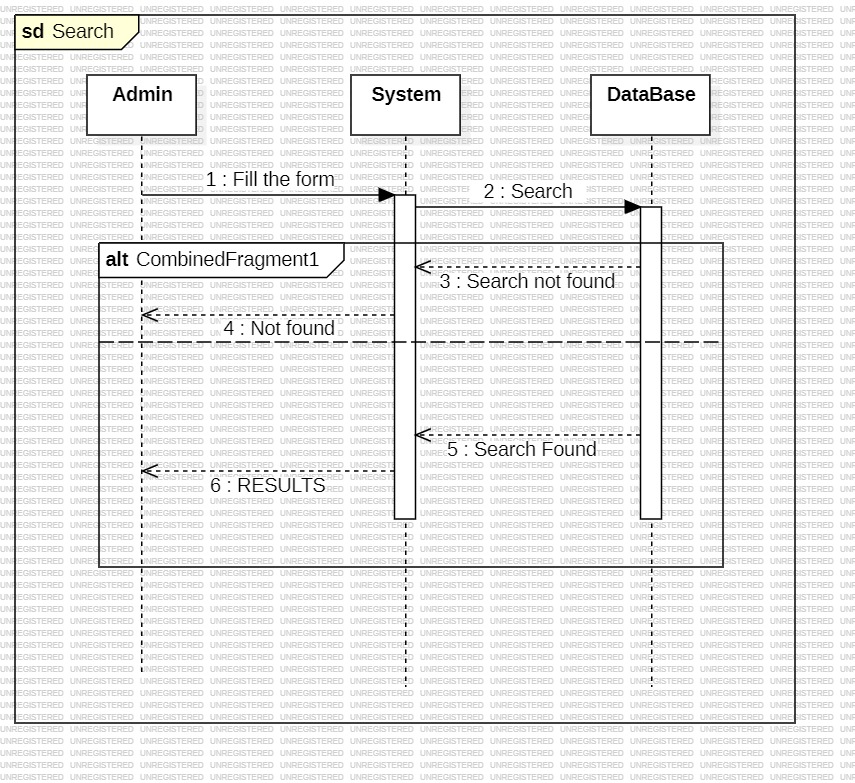 sd Search
Admin
System
DataBase
1 : Fill the form
2 : Search
alt CombinedFragment1
3 : Search not found
4 : Not found
5 : Search Found
6 : RESULTS
UNREGISTERED